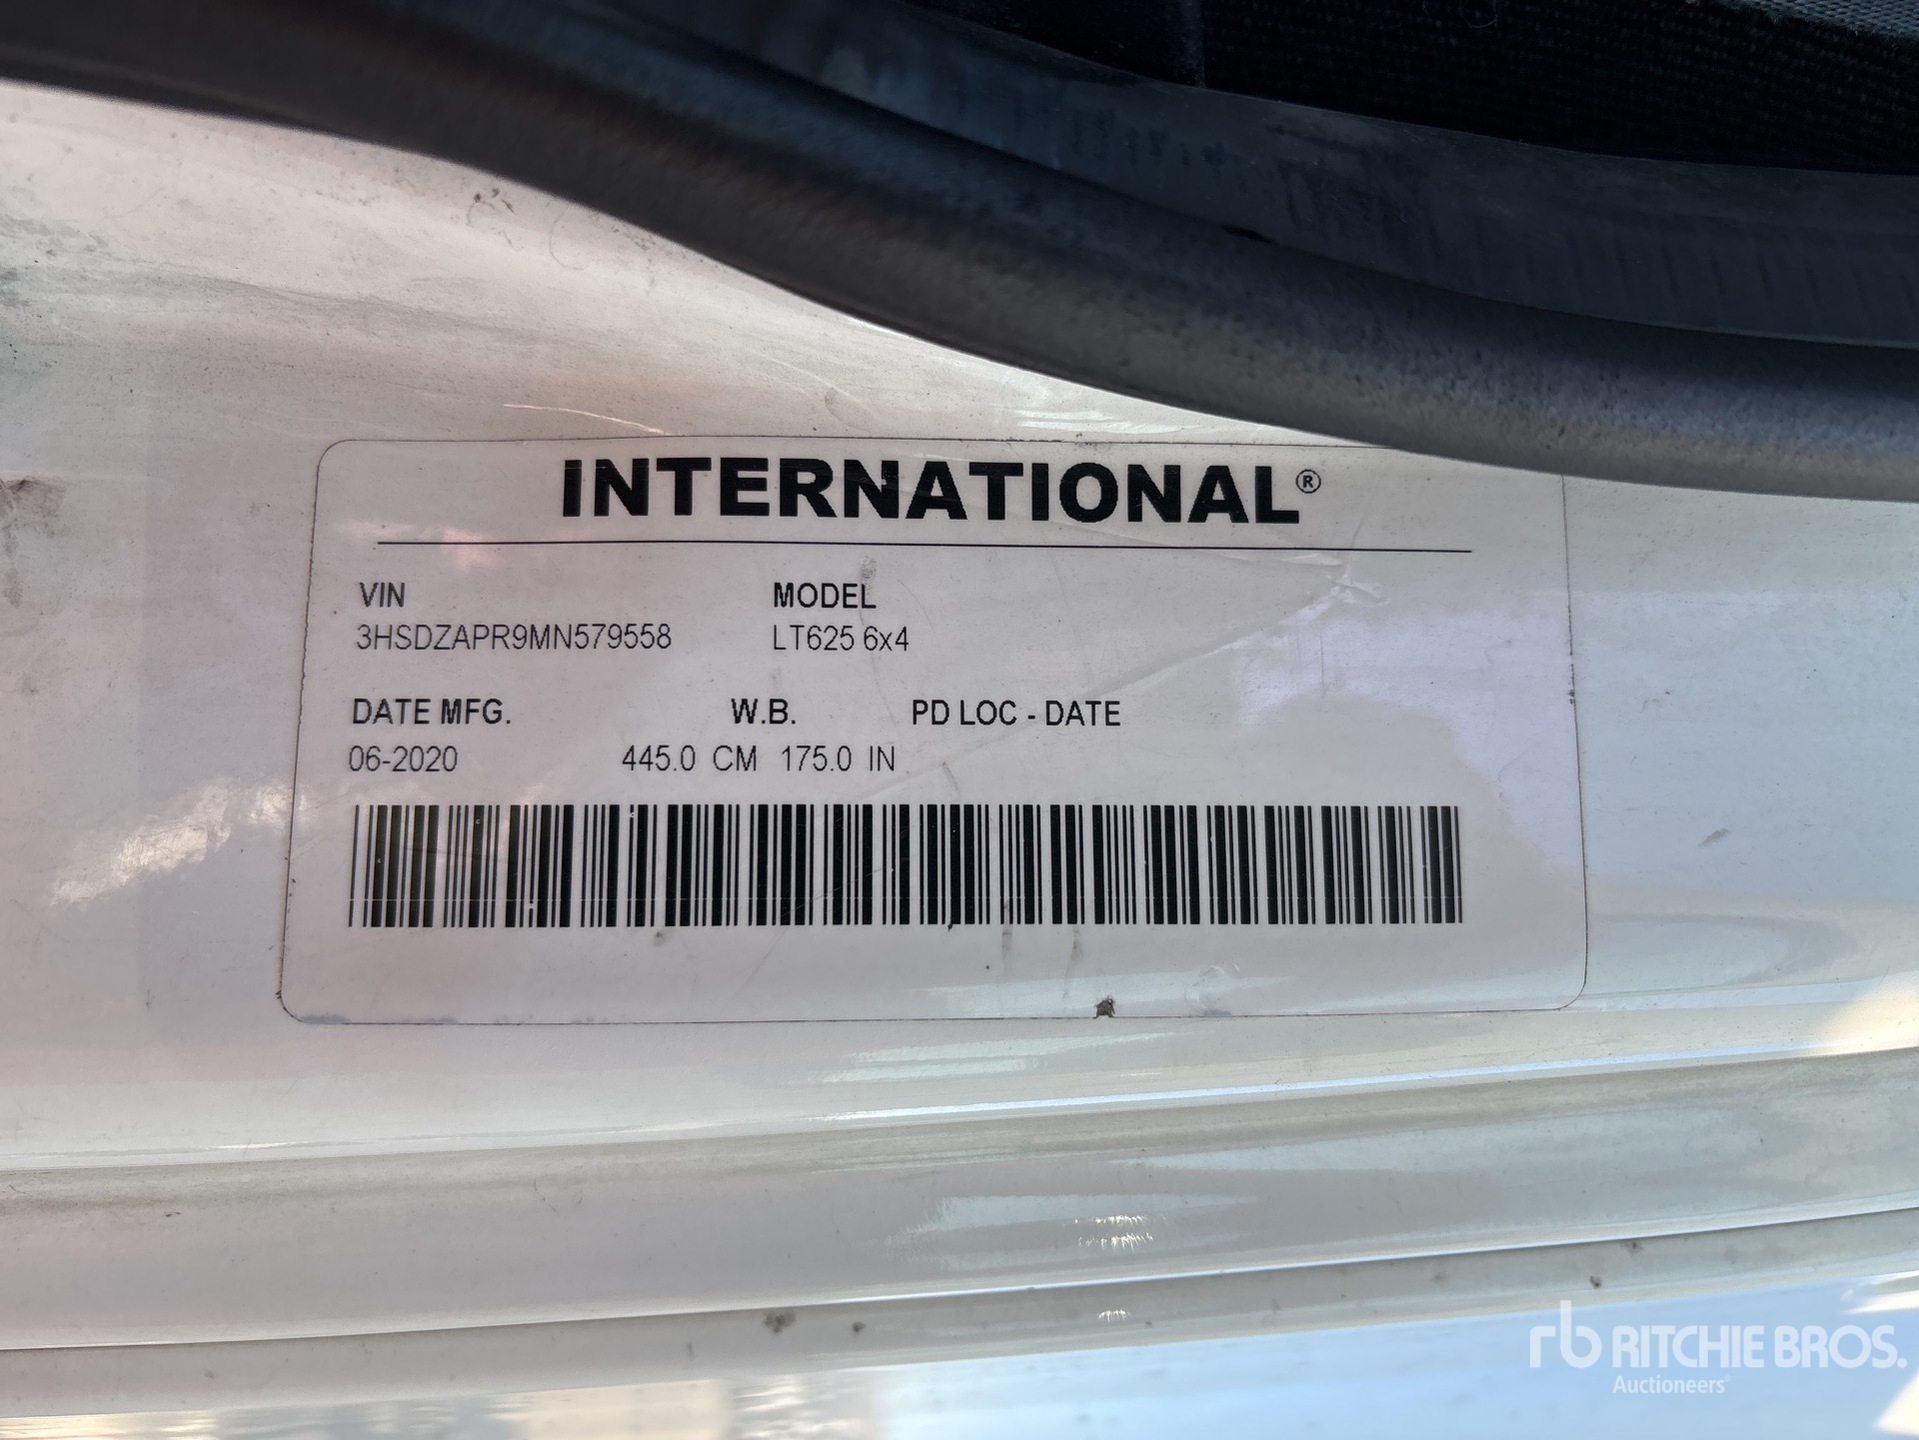 INTERNATIONAL®
VIN MODEL
3HSDZAPR9MN579558 LT625 6x4
DATE MFG. W.B. PD LOC - DATE
06-2020 445.0 CM 175.0 IN
rb RITCHIE BROS.
Auctioneers